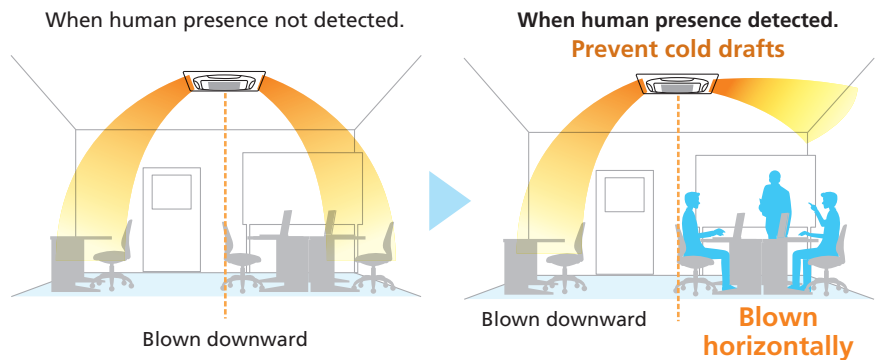 When human presence not detected.
Blown downward
When human presence detected.
Prevent cold drafts
Blown downward
Blown
horizontally